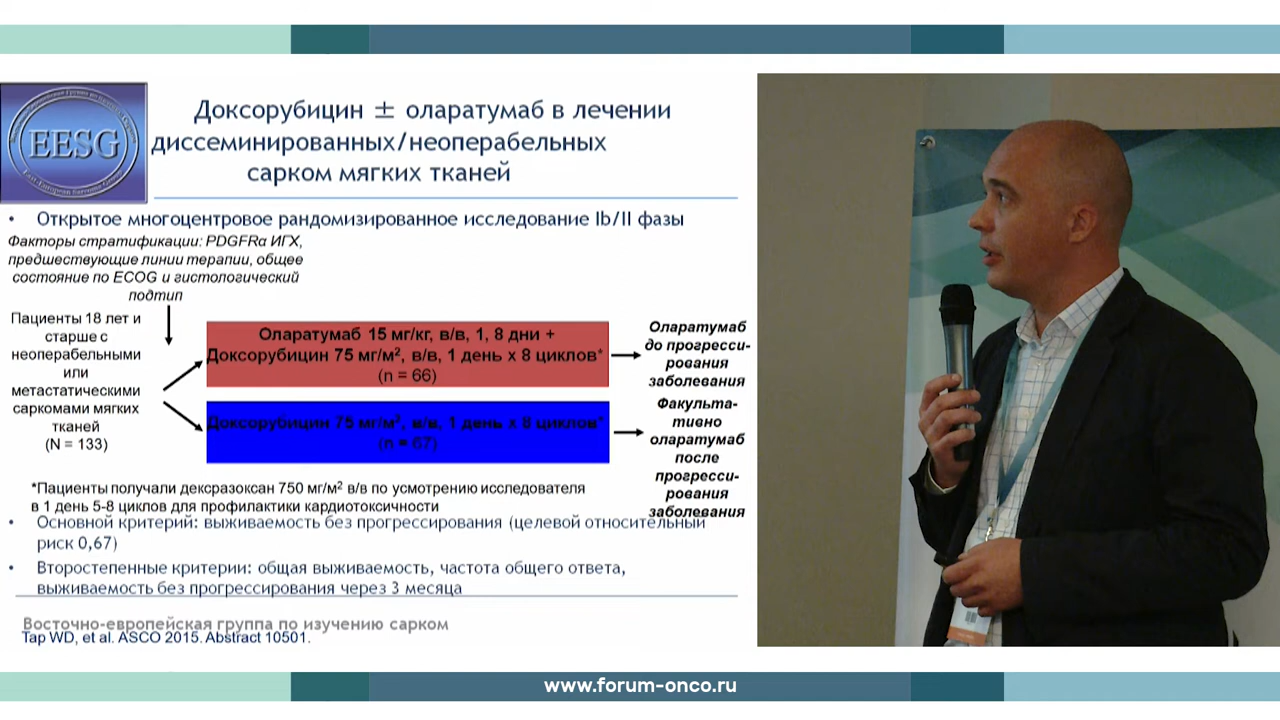 EESG
Доксорубицин ± оларатумаб в лечении
диссеминированных/неоперабельных
сарком мягких тканей
• Открытое многоцентровое рандомизированное исследование Ib/II фазы
Факторы стратификации: PDGFRα ИГХ,
предшествующие линии терапии, общее
состояние по ECOG и гистологический
подтип
Пациенты 18 лет и
старше с
неоперабельными
или
метастатическими
саркомами мягких
тканей
(N = 133)
Оларатумаб 15 мг/кг, в/в, 1, 8 дни +
Доксорубицин 75 мг/м², в/в, 1 день x 8 циклов*
(n = 66)
Оларатумаб
до прогресси-
рования
заболевания
Доксорубицин 75 мг/м², в/в, 1 день x 8 циклов*
(n = 67)
Факульта-
тивно
оларатумаб
после
прогресси-
рования
заболевания
*Пациенты получали дексразоксан 750 мг/м² в/в по усмотрению исследователя
в 1 день 5-8 циклов для профилактики кардиотоксичности
• Основной критерий: выживаемость без прогрессирования (целевой относительный
риск 0,67)
• Второстепенные критерии: общая выживаемость, частота общего ответа,
выживаемость без прогрессирования через 3 месяца
Восточно-европейская группа по изучению сарком
Tap WD, et al. ASCO 2015. Abstract 10501.
www.forum-onco.ru